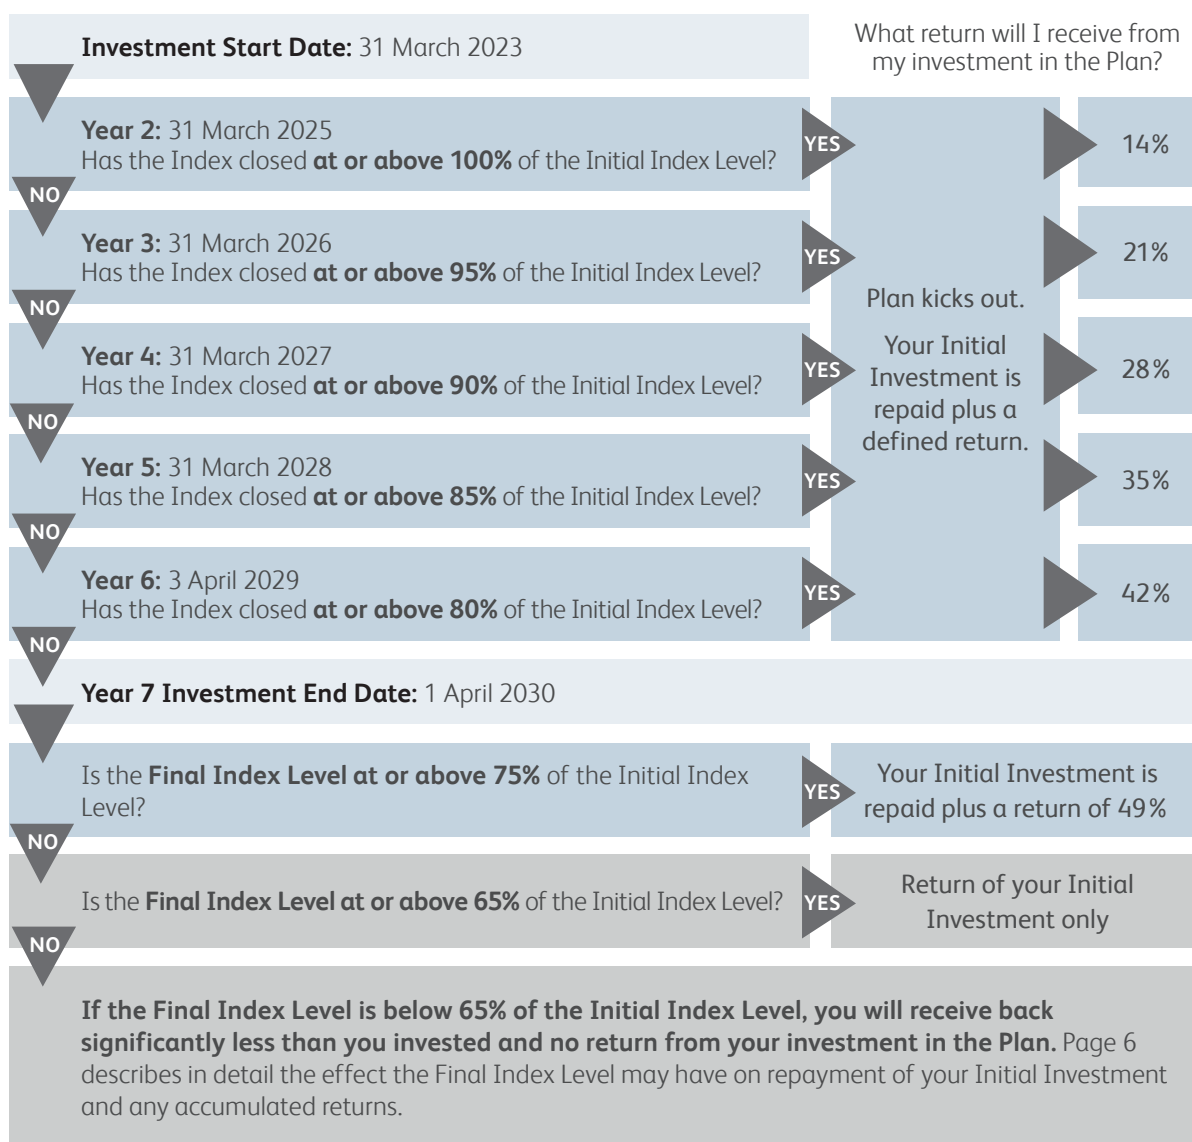 Investment Start Date: 31 March 2023
What return will I receive from
my investment in the Plan?
Year 2: 31 March 2025
Has the Index closed at or above 100% of the Initial Index Level?
YES
14%
NO
Year 3: 31 March 2026
Has the Index closed at or above 95% of the Initial Index Level?
YES
21%
NO
Year 4: 31 March 2027
Has the Index closed at or above 90% of the Initial Index Level?
YES
28%
NO
Year 5: 31 March 2028
Has the Index closed at or above 85% of the Initial Index Level?
YES
35%
NO
Year 6: 3 April 2029
Has the Index closed at or above 80% of the Initial Index Level?
YES
42%
Plan kicks out.
Your Initial
Investment is
repaid plus a
defined return.
NO
Year 7 Investment End Date: 1 April 2030
Is the Final Index Level at or above 75% of the Initial Index
Level?
YES
Your Initial Investment is
repaid plus a return of 49%
NO
Is the Final Index Level at or above 65% of the Initial Index Level?
YES
Return of your Initial
Investment only
NO
If the Final Index Level is below 65% of the Initial Index Level, you will receive back
significantly less than you invested and no return from your investment in the Plan. Page 6
describes in detail the effect the Final Index Level may have on repayment of your Initial Investment
and any accumulated returns.